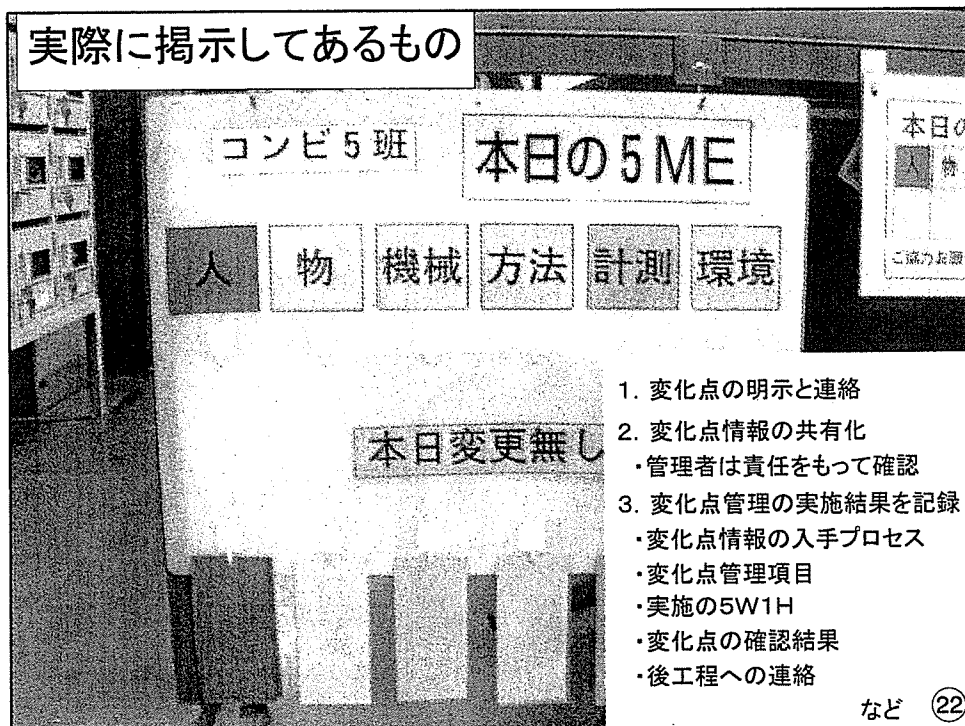 実際に掲示してあるもの
コンビ5班
本日の5ME
人 物 機械 方法 計測 環境
本日変更無し
本日の
人 物
ご協力お願
1. 変化点の明示と連絡
2. 変化点情報の共有化
・管理者は責任をもって確認
3. 変化点管理の実施結果を記録
・変化点情報の入手プロセス
・変化点管理項目
・実施の5W1H
・変化点の確認結果
・後工程への連絡
など ㉒